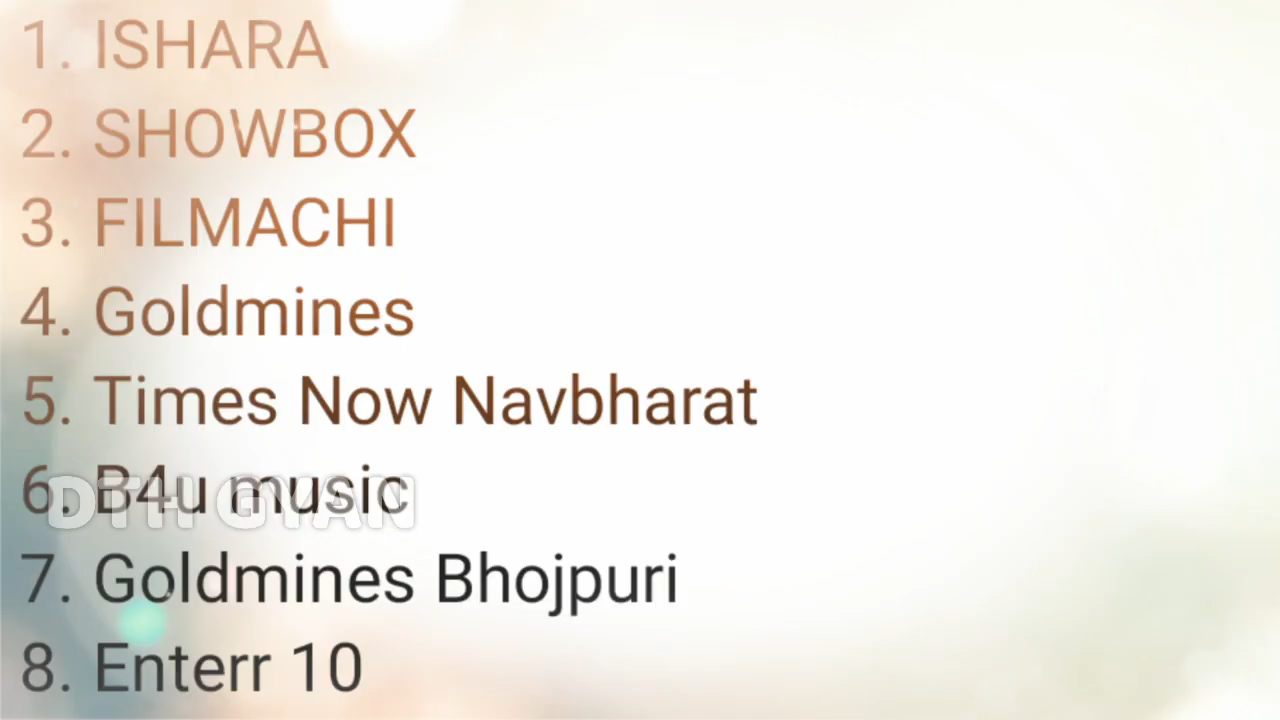 1. ISHARA
2. SHOWBOX
3. FILMACHI
4. Goldmines
5. Times Now Navbharat
6. B4u music
DTH GYAN
7. Goldmines Bhojpuri
8. Enterr 10